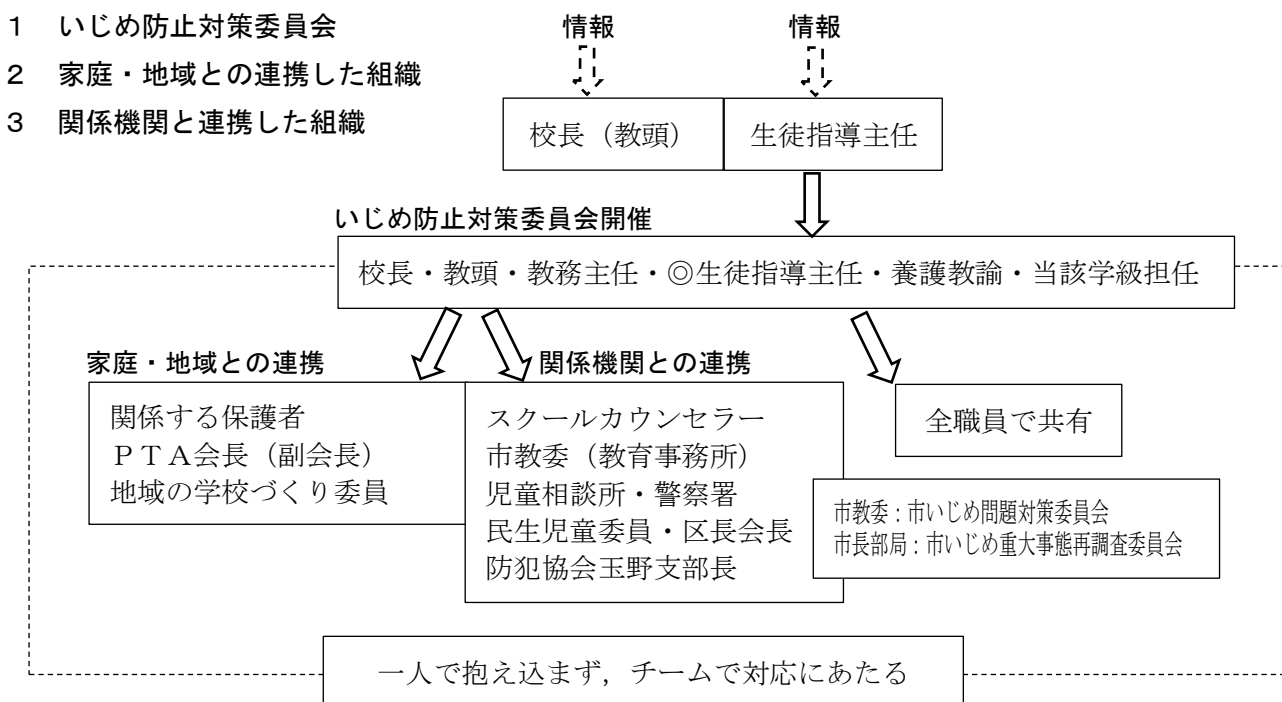 １　いじめ防止対策委員会
２　家庭・地域との連携した組織
３　関係機関と連携した組織
情報
情報
校長（教頭）
生徒指導主任
いじめ防止対策委員会開催
校長・教頭・教務主任・◎生徒指導主任・養護教諭・当該学級担任
家庭・地域との連携
関係する保護者
ＰＴＡ会長（副会長）
地域の学校づくり委員
関係機関との連携
スクールカウンセラー
市教委（教育事務所）
児童相談所・警察署
民生児童委員・区長会長
防犯協会玉野支部長
全職員で共有
市教委：市いじめ問題対策委員会
市長部局：市いじめ重大事態再調査委員会
一人で抱え込まず，チームで対応にあたる